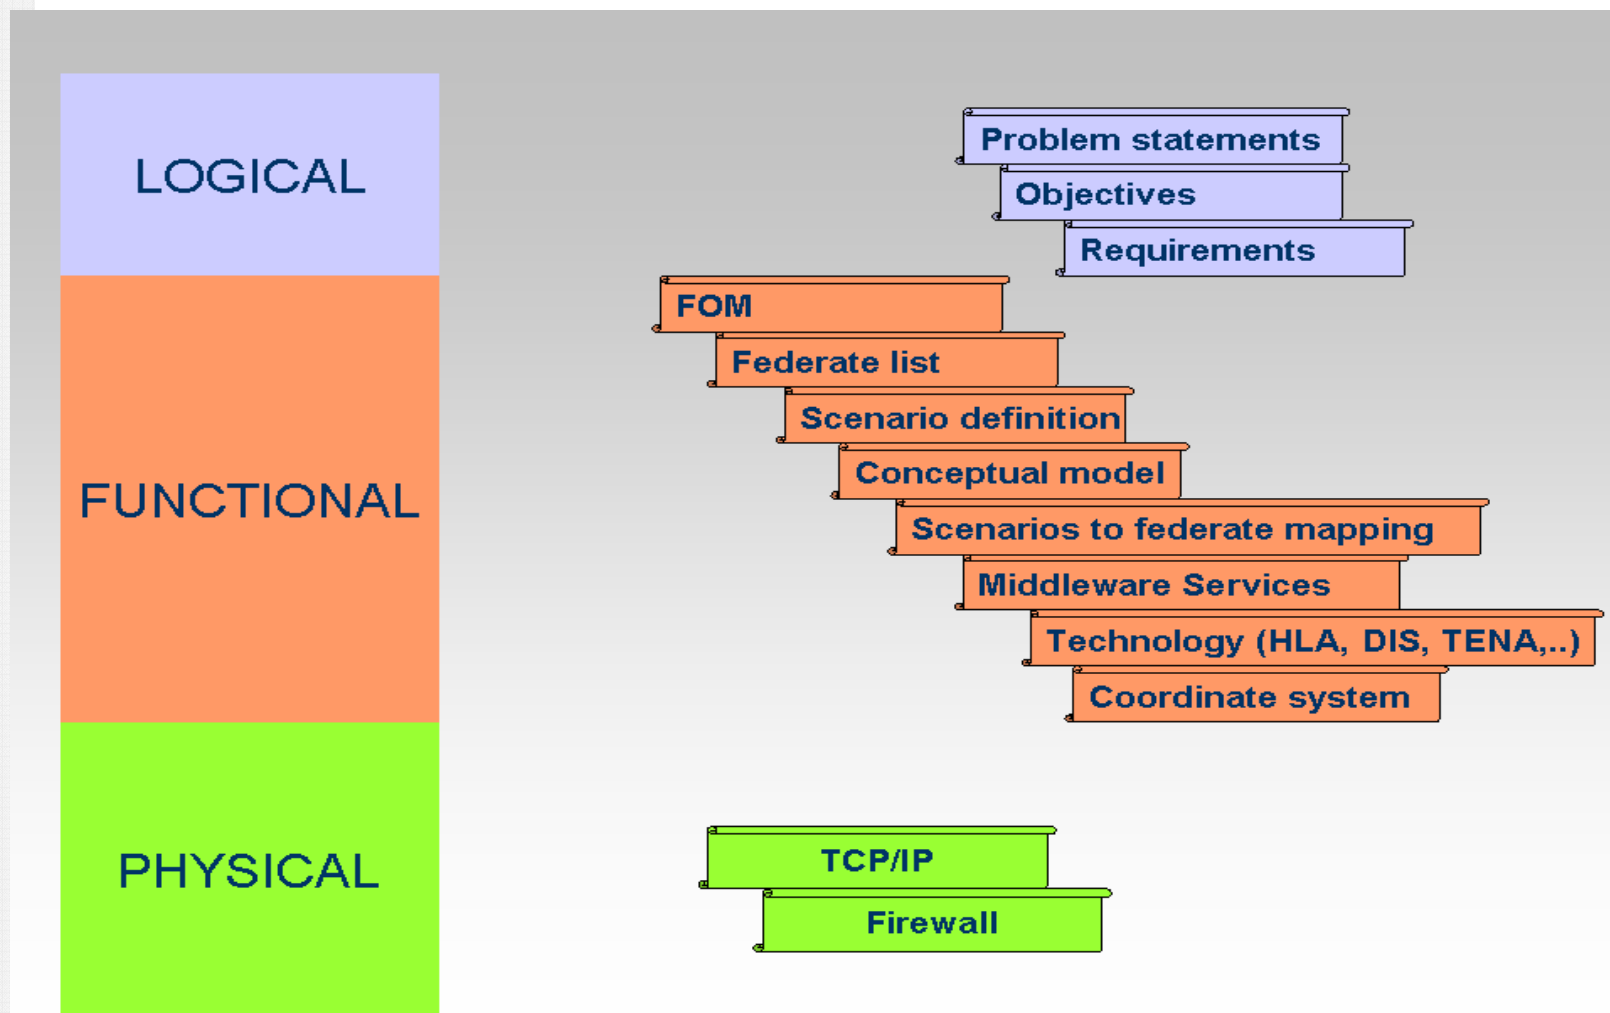 LOGICAL
Problem statements
Objectives
Requirements
FUNCTIONAL
FOM
Federate list
Scenario definition
Conceptual model
Scenarios to federate mapping
Middleware Services
Technology (HLA, DIS, TENA,..)
Coordinate system
PHYSICAL
TCP/IP
Firewall